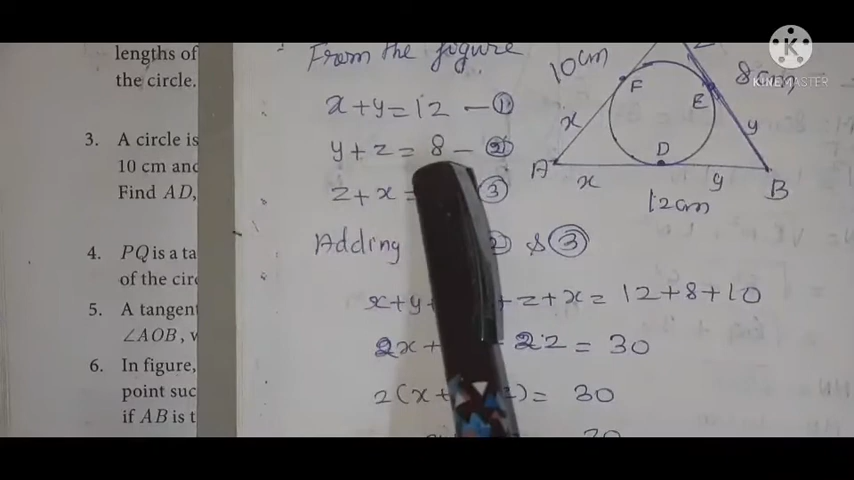 lengths of
the circle.
3. A circle is
10 cm and
Find AD,
4. PQ is a ta
of the circ
5. A tangent
∠AOB, v
6. In figure,
point suc
if AB is t
From the figure
x+y=12 — ①
y+z= 8 — ②
z+x= ③
Adding ② & ③
x+y+ +z+x= 12+8+10
2x+ 2z = 30
2(x+ z)= 30
10cm
8cm
F
E
x
y
D
A
x
y
B
12cm
K
KINEMASTER